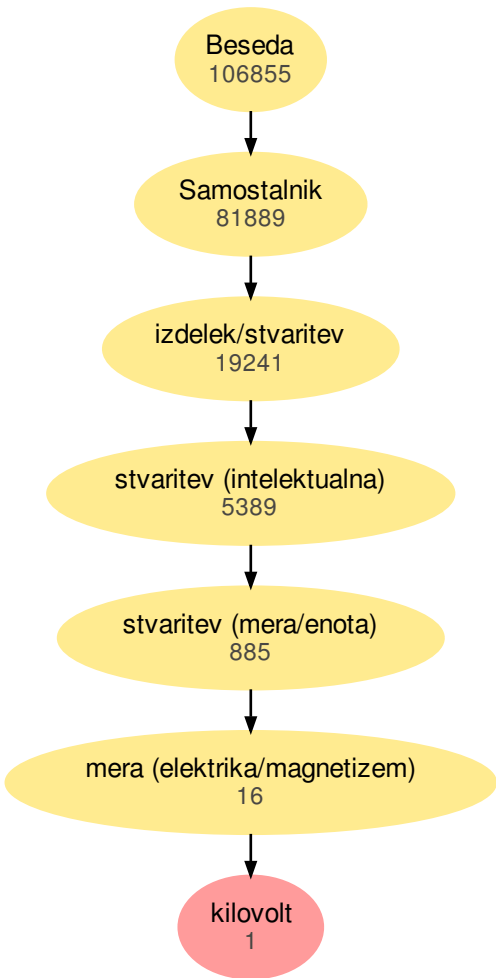 Beseda
106855
Samostalnik
81889
izdelek/stvaritev
19241
stvaritev (intelektualna)
5389
stvaritev (mera/enota)
885
mera (elektrika/magnetizem)
16
kilovolt
1